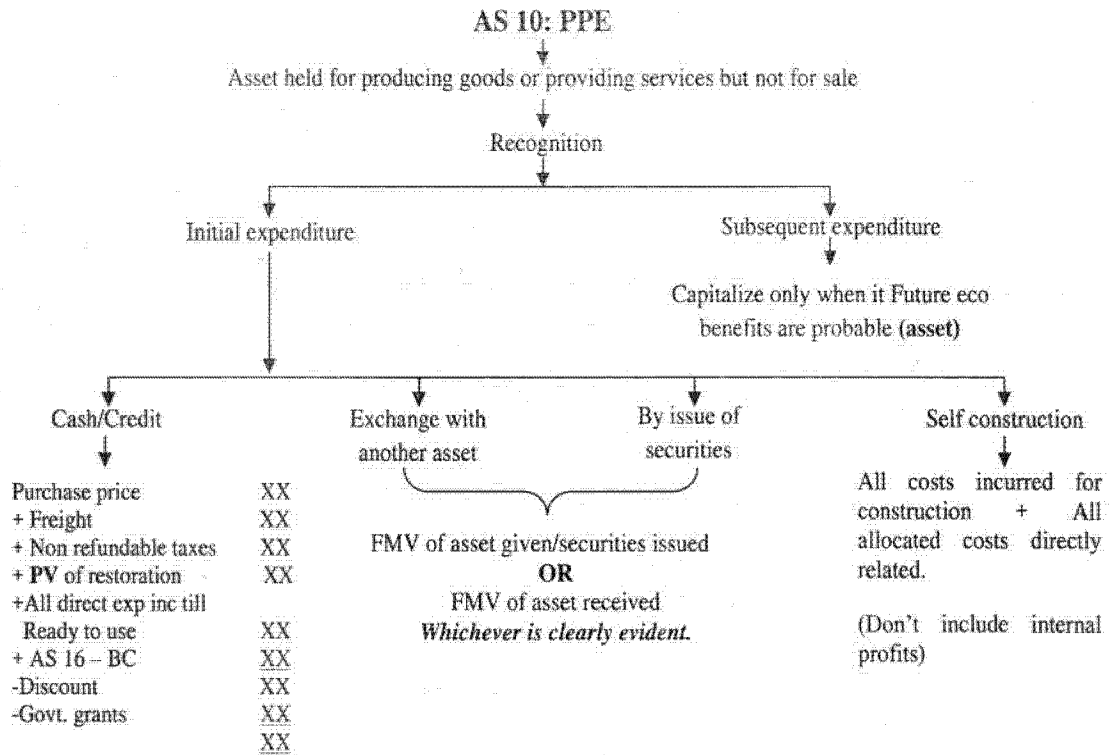 AS 10: PPE
Asset held for producing goods or providing services but not for sale
Recognition
Initial expenditure
Subsequent expenditure
Capitalize only when it Future eco
benefits are probable (asset)
Cash/Credit
Purchase price XX
+ Freight XX
+ Non refundable taxes XX
+ PV of restoration XX
+All direct exp inc till
Ready to use XX
+ AS 16 – BC XX
-Discount XX
-Govt. grants XX
XX
Exchange with
another asset
By issue of
securities
FMV of asset given/securities issued
OR
FMV of asset received
Whichever is clearly evident.
Self construction
All costs incurred for
construction + All
allocated costs directly
related.
(Don't include internal
profits)